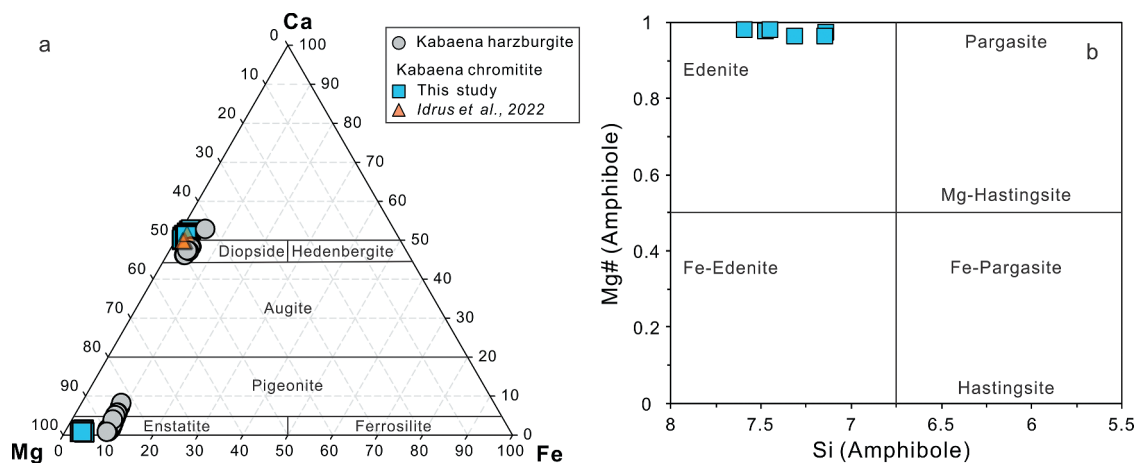 a
Ca
0
100
10
90
20
80
30
70
40
60
50
50
Diopside
Hedenbergite
60
40
Augite
70
30
80
20
Pigeonite
90
10
100
Enstatite
Ferrosilite
0
Mg
0 10 20 30 40 50 60 70 80 90 100
Fe
Kabaena harzburgite
Kabaena chromitite
This study
Idrus et al., 2022
b
Mg# (Amphibole)
1
0.8
0.6
0.4
0.2
0
Edenite
Pargasite
Mg-Hastingsite
Fe-Edenite
Fe-Pargasite
Hastingsite
8 7.5 7 6.5 6 5.5
Si (Amphibole)